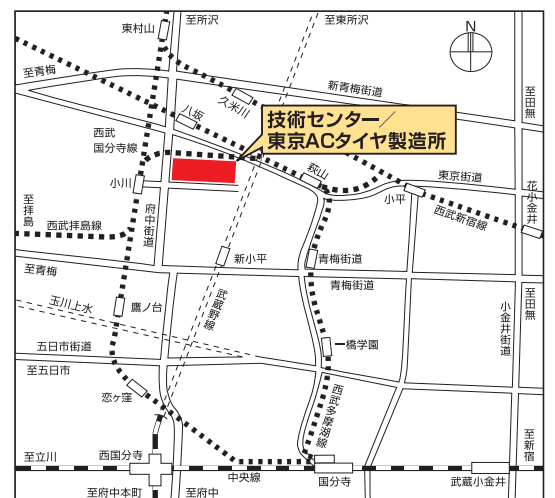 至所沢
至東所沢
東村山
N
至青梅
新青梅街道
久米川
八坂
至田無
技術センター／
東京ACタイヤ製造所
西武
国分寺線
萩山
東京街道
小川
小平
花小金井
至拝島
府中街道
西武新宿線
西武拝島線
新小平
青梅街道
至青梅
青梅街道
武蔵野線
至田無
玉川上水
鷹ノ台
小金井街道
五日市街道
一橋学園
至五日市
恋ヶ窪
西武多摩湖線
至新宿
西国分寺
至立川
中央線
国分寺
武蔵小金井
至府中本町
至府中